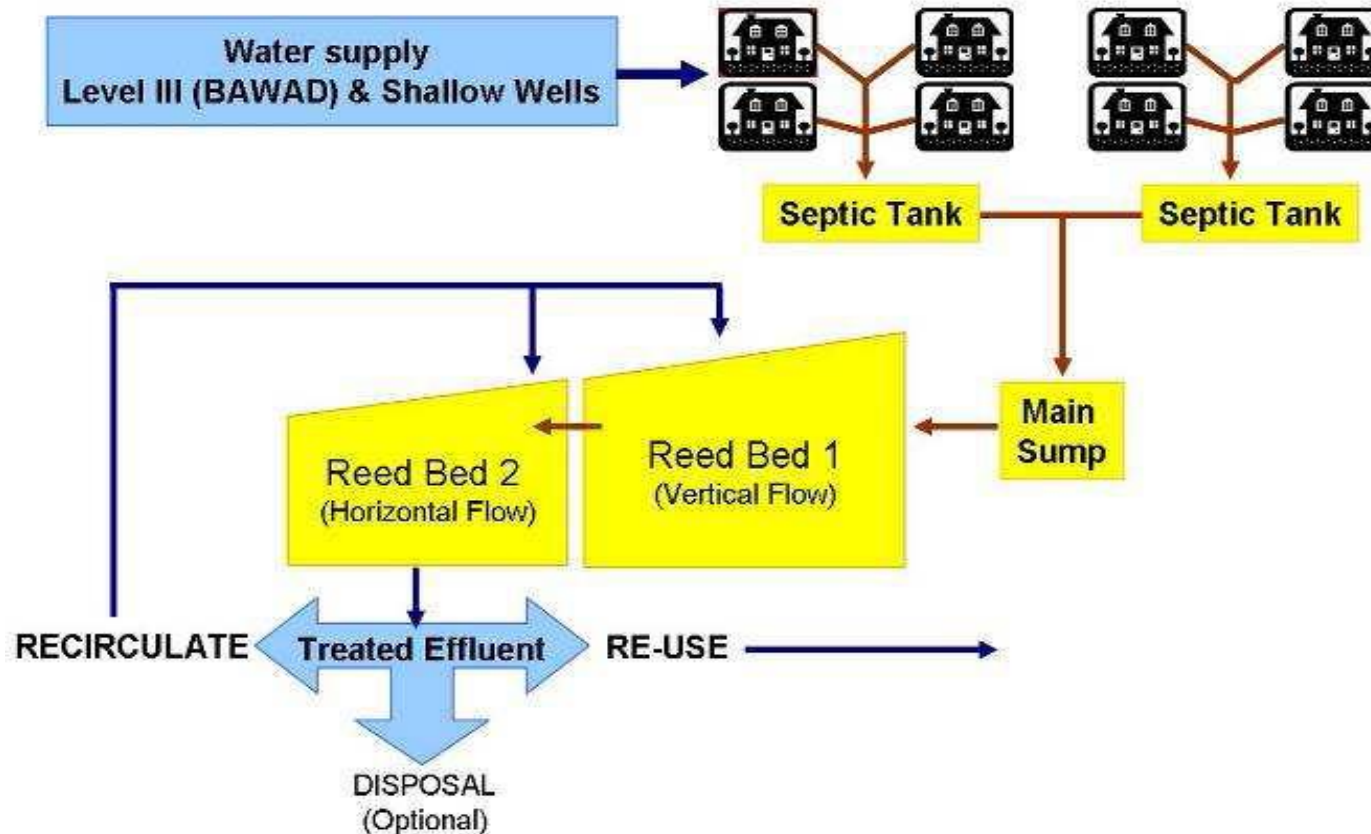 Water supply
Level III (BAWAD) & Shallow Wells
Septic Tank
Septic Tank
Main
Sump
Reed Bed 1
(Vertical Flow)
Reed Bed 2
(Horizontal Flow)
RECIRCULATE
Treated Effluent
RE-USE
DISPOSAL
(Optional)